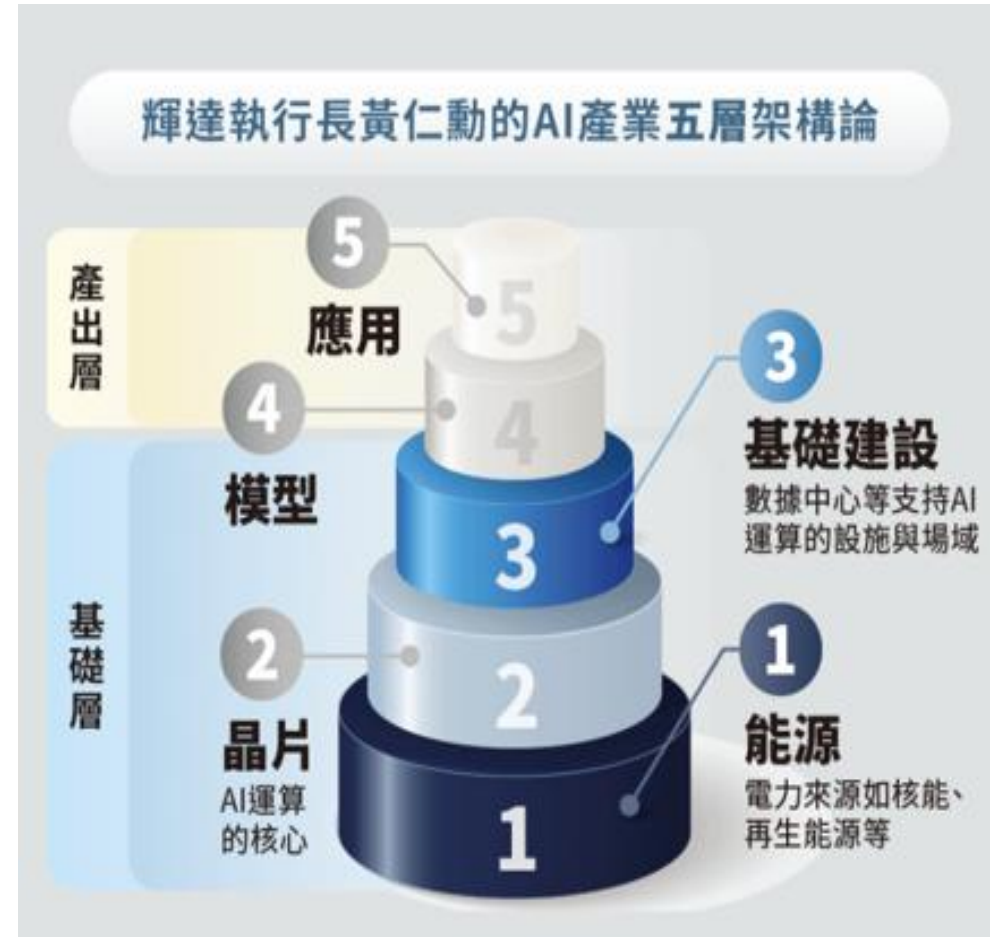 輝達執行長黃仁勳的AI產業五層架構論
產出層
5
應用
5
4
模型
4
3
基礎建設
數據中心等支持AI
運算的設施與場域
3
基礎層
2
晶片
AI運算
的核心
2
1
能源
電力來源如核能、
再生能源等
1